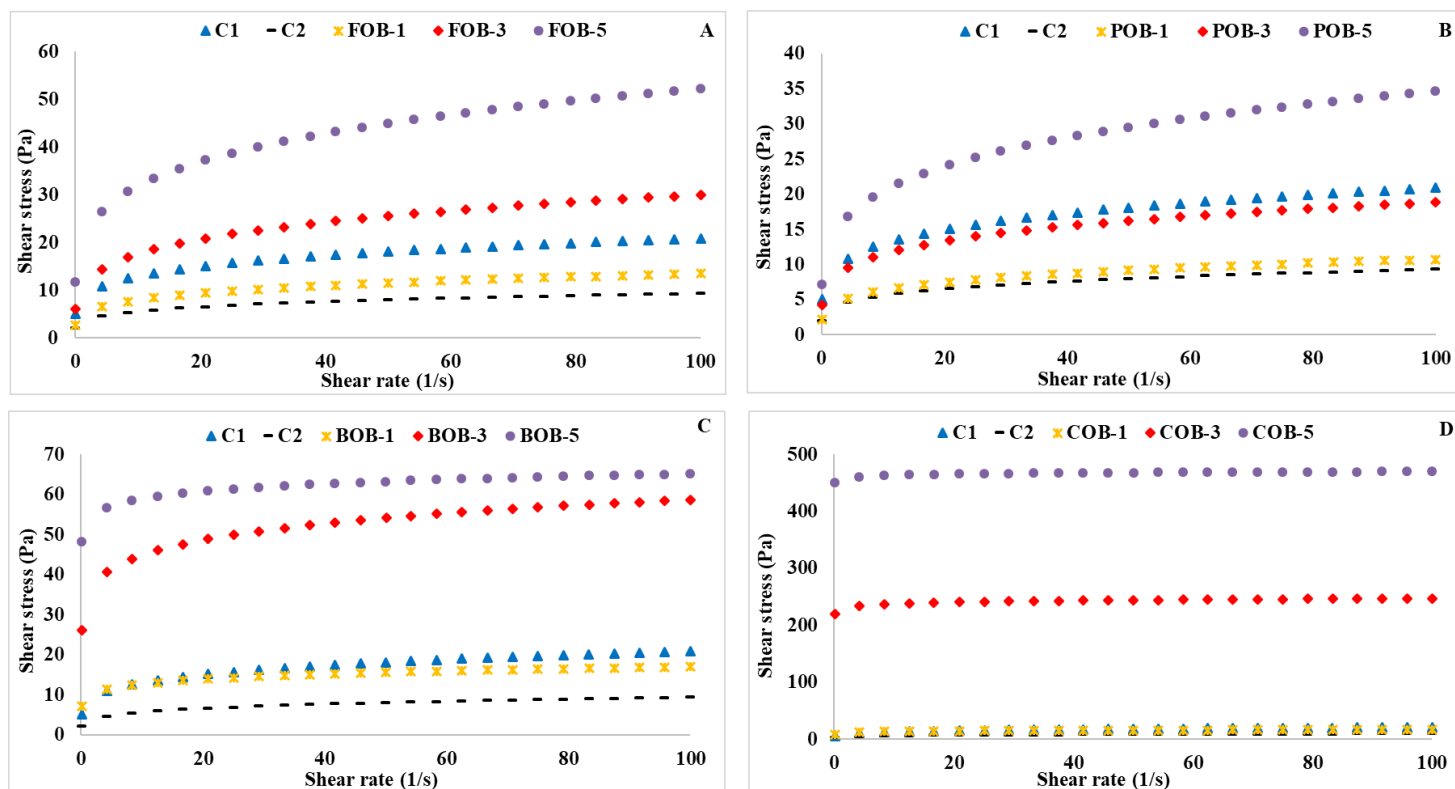 C1 C2 FOB-1 FOB-3 FOB-5 A
60
50
40
30
20
10
0
Shear stress (Pa)
0 20 40 60 80 100
Shear rate (1/s)
C1 C2 POB-1 POB-3 POB-5 B
40
35
30
25
20
15
10
5
0
Shear stress (Pa)
0 20 40 60 80 100
Shear rate (1/s)
C1 C2 BOB-1 BOB-3 BOB-5 C
70
60
50
40
30
20
10
0
Shear stress (Pa)
0 20 40 60 80 100
Shear rate (1/s)
C1 C2 COB-1 COB-3 COB-5 D
500
400
300
200
100
0
Shear stress (Pa)
0 20 40 60 80 100
Shear rate (1/s)